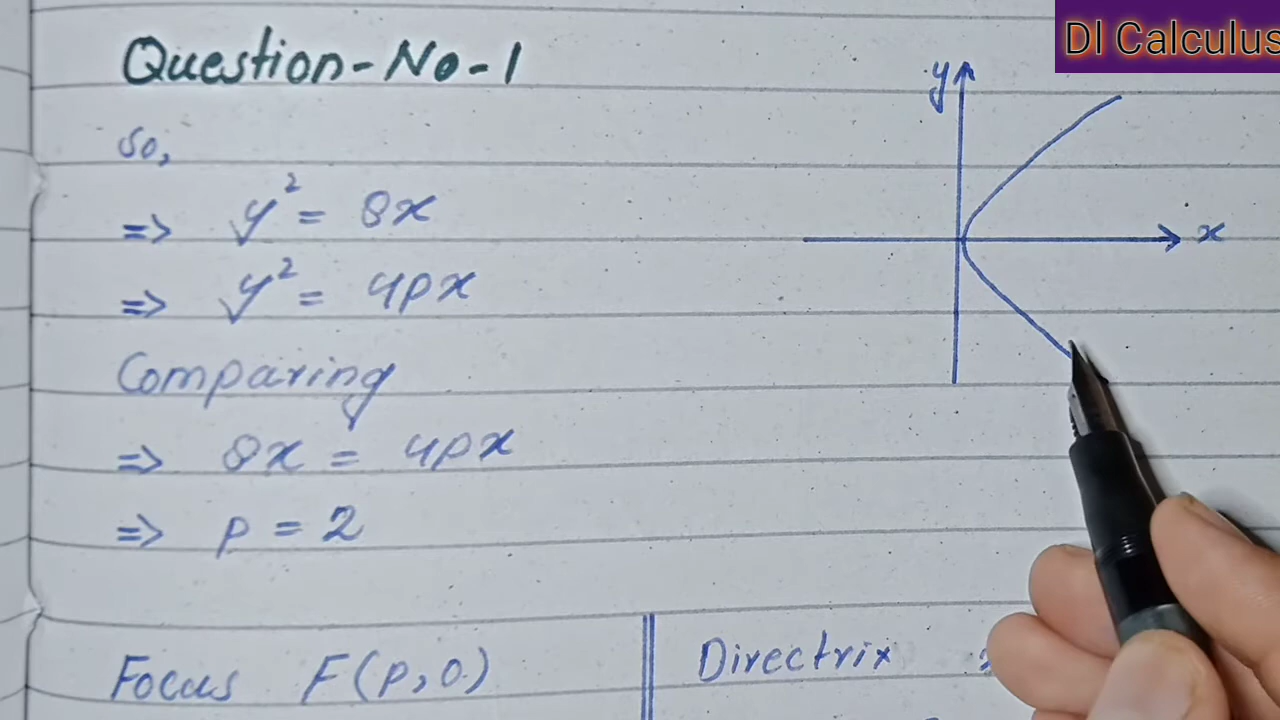 DI Calculus
Question-No-1
so,
=> y² = 8x
=> y² = 4px
Comparing
=> 8x = 4px
=> p = 2
Focus F(p,0)
Directrix
y
x